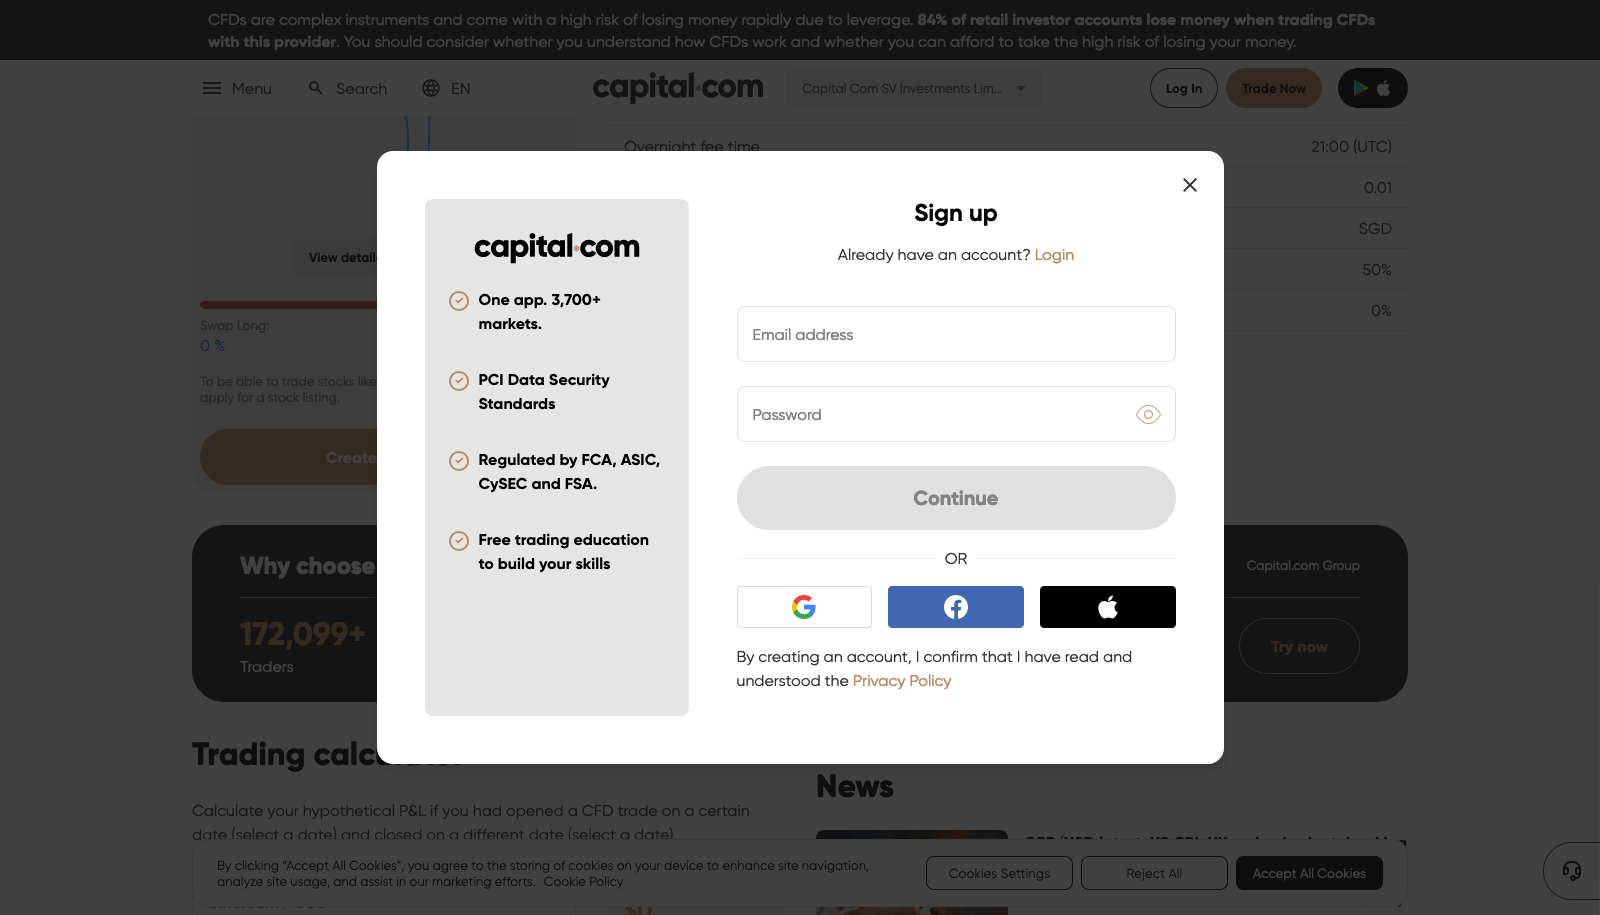 CFDs are complex instruments and come with a high risk of losing money rapidly due to leverage. 84% of retail investor accounts lose money when trading CFDs
with this provider. You should consider whether you understand how CFDs work and whether you can afford to take the high risk of losing your money.
Menu
Search
EN
capital.com
Capital Com SV Investments Lim...
Log In
Trade Now
Overnight fee time
21:00 (UTC)
0.01
SGD
50%
0%
View detail
Swap Long:
0 %
To be able to trade stocks like
apply for a stock listing.
Create
Sign up
Already have an account? Login
capital.com
One app. 3,700+
markets.
PCI Data Security
Standards
Regulated by FCA, ASIC,
CySEC and FSA.
Free trading education
to build your skills
Email address
Password
Continue
OR
By creating an account, I confirm that I have read and
understood the Privacy Policy
Why choose
Capital.com Group
172,099+
Traders
Try now
Trading calculator
Calculate your hypothetical P&L if you had opened a CFD trade on a certain
date (select a date) and closed on a different date (select a date).
News
By clicking “Accept All Cookies”, you agree to the storing of cookies on your device to enhance site navigation,
analyze site usage, and assist in our marketing efforts. Cookie Policy
Cookies Settings
Reject All
Accept All Cookies